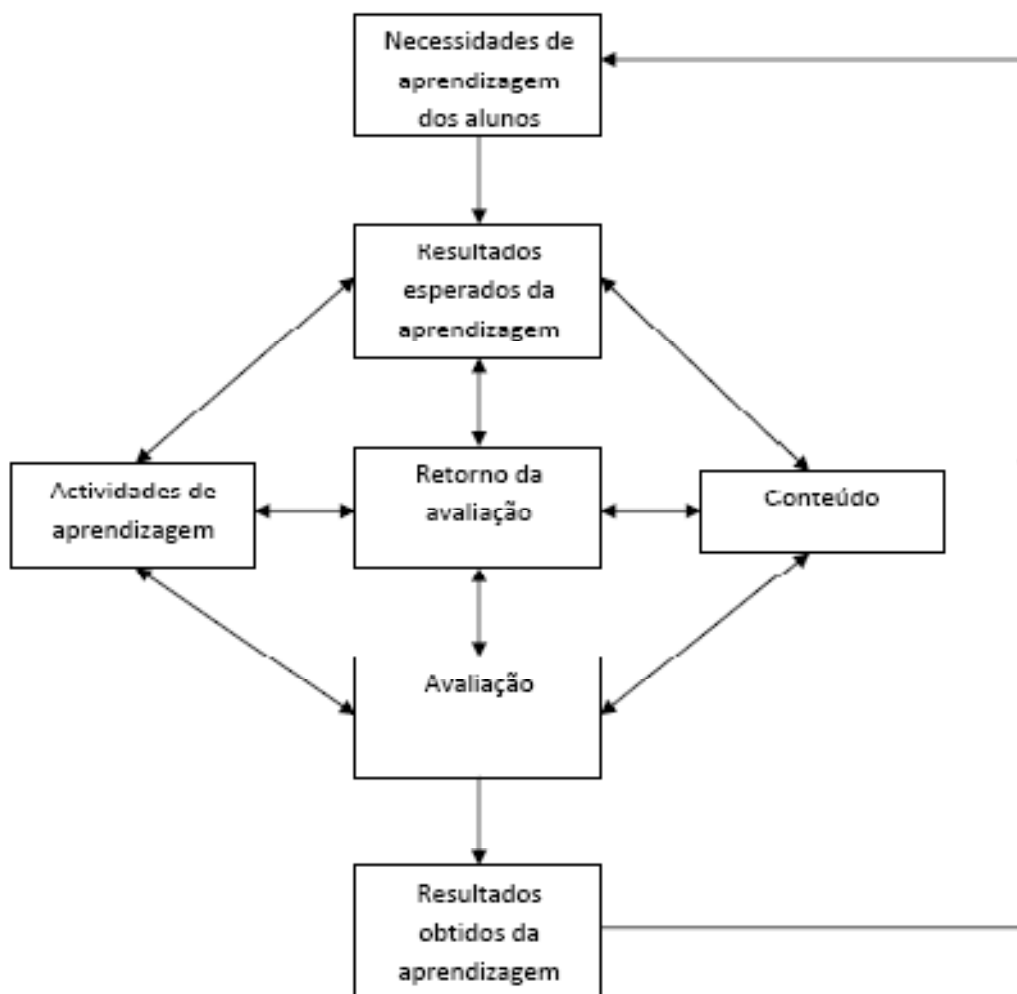 Necessidades de
aprendizagem
dos alunos
Resultados
esperados da
aprendizagem
Actividades de
aprendizagem
Retorno da
avaliação
Conteúdo
Avaliação
Resultados
obtidos da
aprendizagem